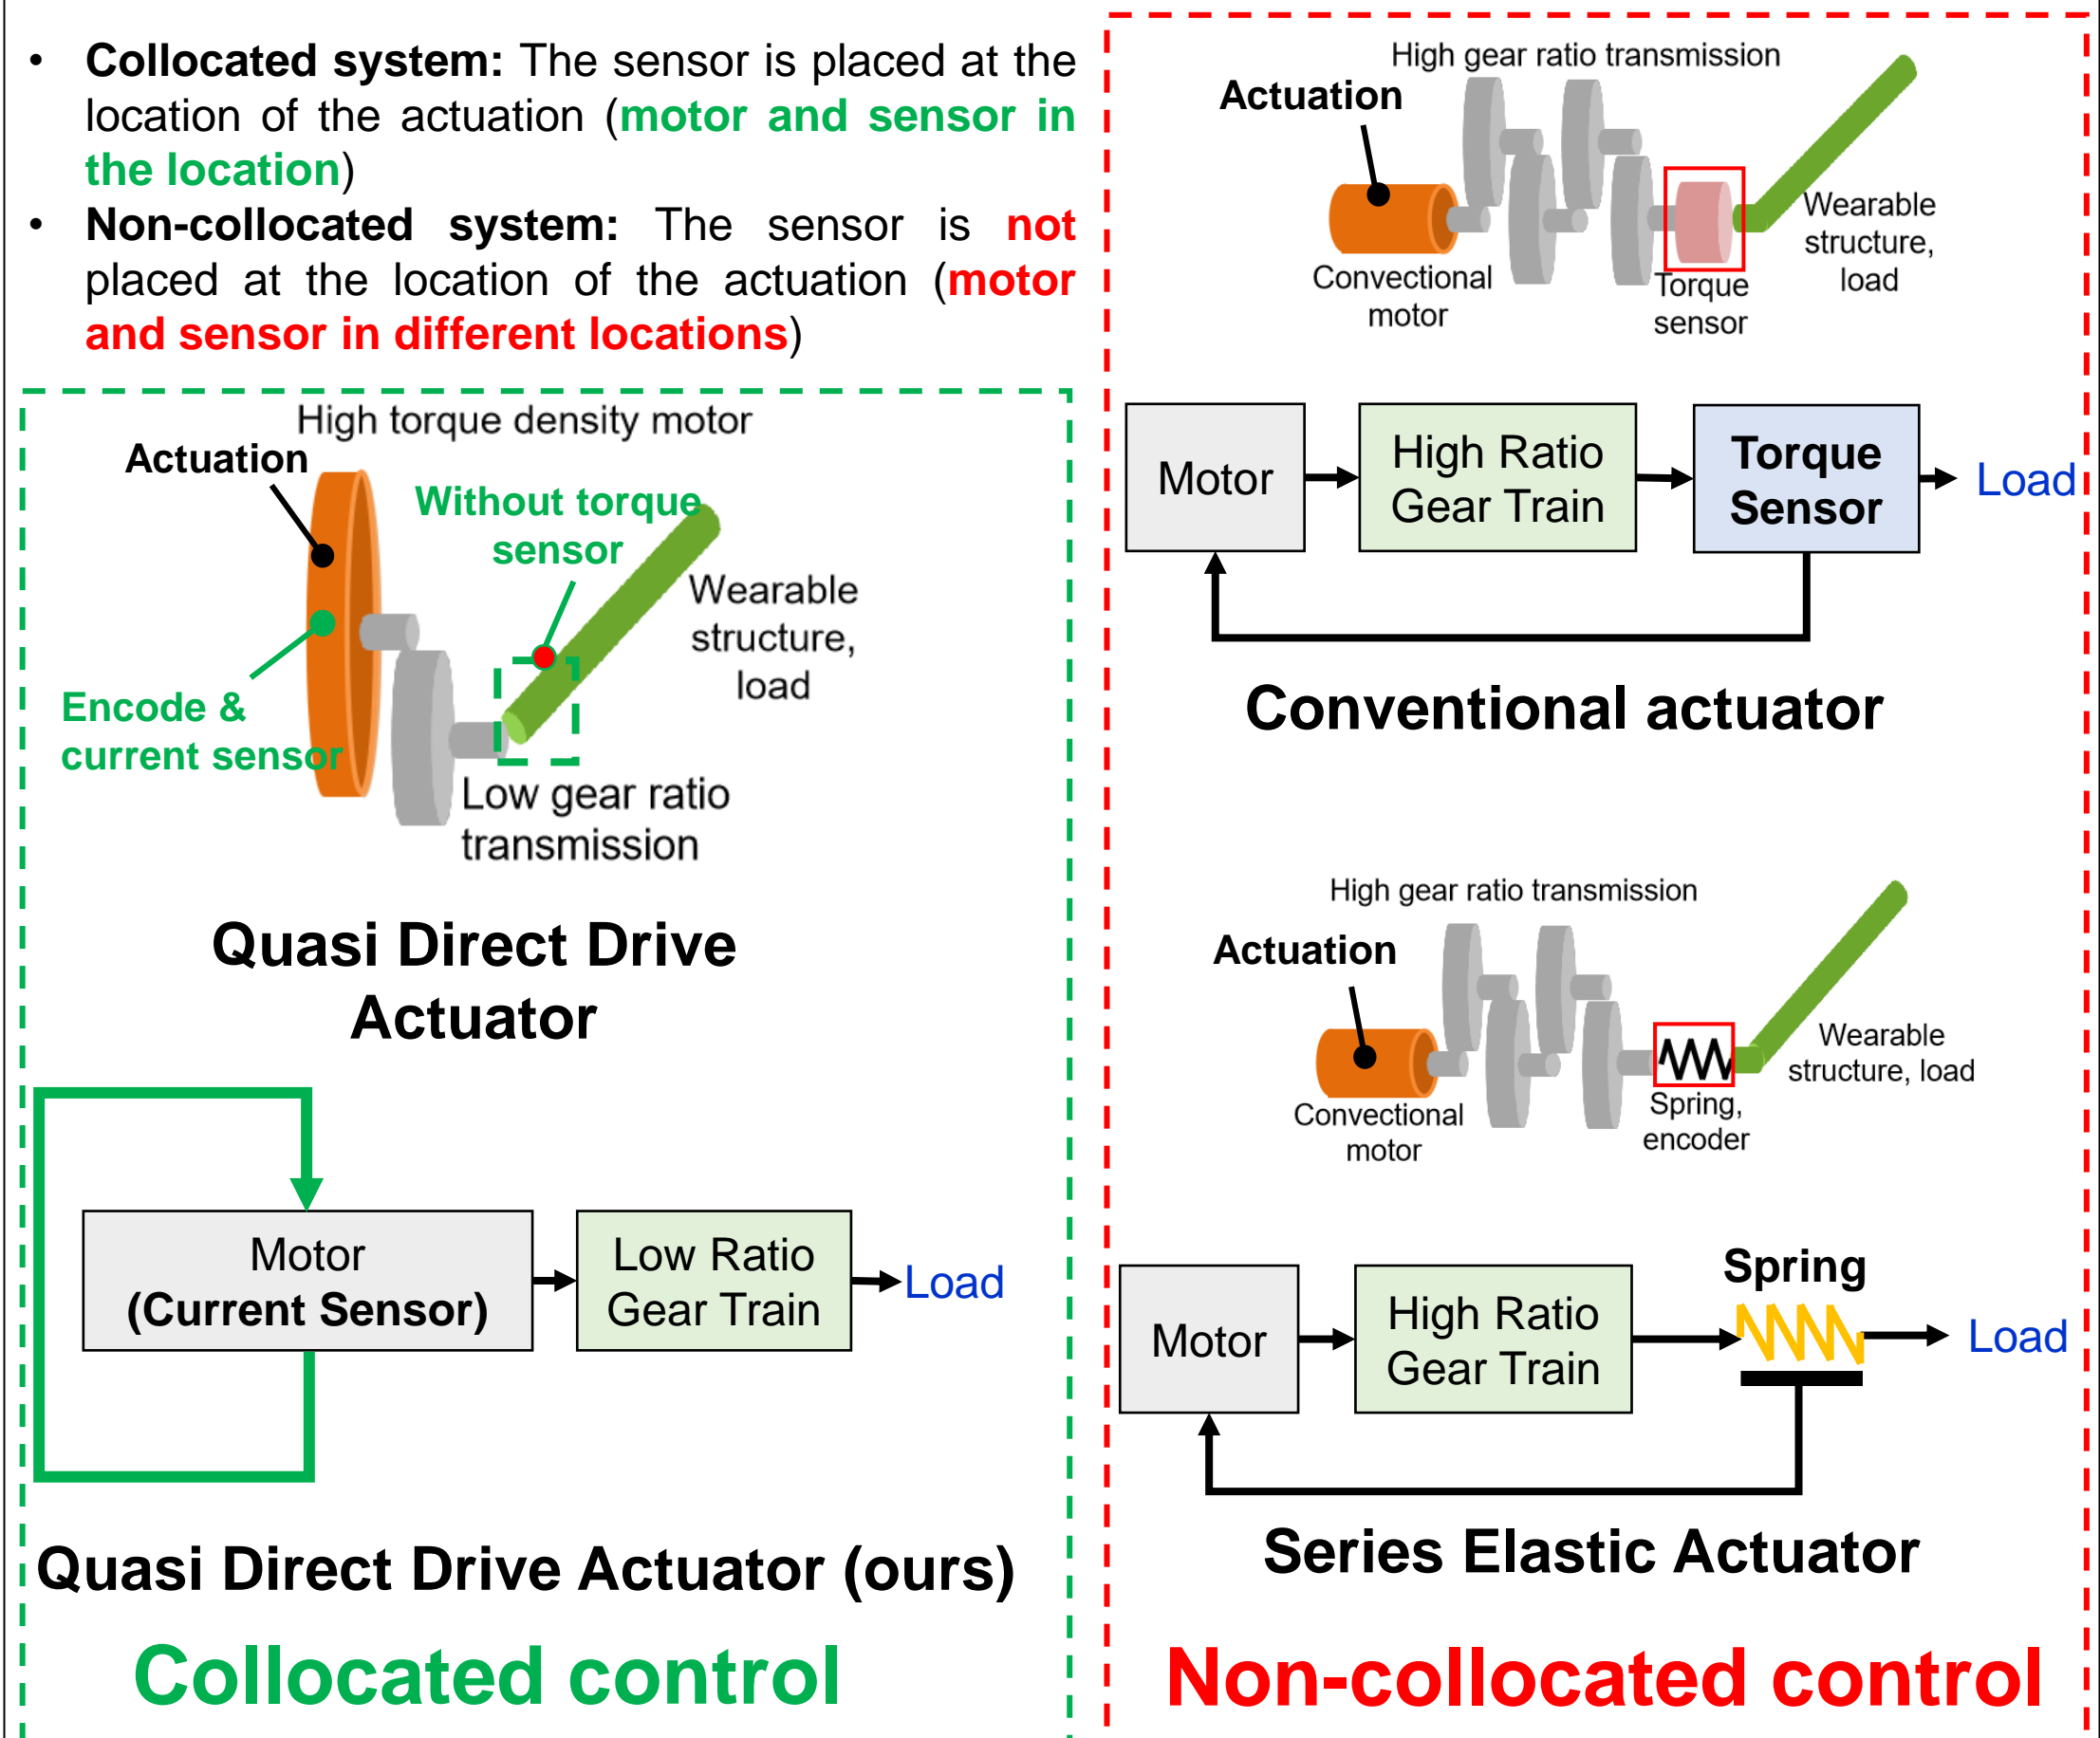 • Collocated system: The sensor is placed at the
location of the actuation (motor and sensor in
the location)
• Non-collocated system: The sensor is not
placed at the location of the actuation (motor
and sensor in different locations)
High torque density motor
Actuation
Without torque
sensor
Wearable
structure,
load
Encode &
current sensor
Low gear ratio
transmission
Quasi Direct Drive
Actuator
Motor
(Current Sensor)
Low Ratio
Gear Train
Load
Quasi Direct Drive Actuator (ours)
Collocated control
High gear ratio transmission
Actuation
Convectional
motor
Torque
sensor
Wearable
structure,
load
Motor
High Ratio
Gear Train
Torque
Sensor
Load
Conventional actuator
High gear ratio transmission
Actuation
Convectional
motor
Spring,
encoder
Wearable
structure, load
Motor
High Ratio
Gear Train
Spring
Load
Series Elastic Actuator
Non-collocated control